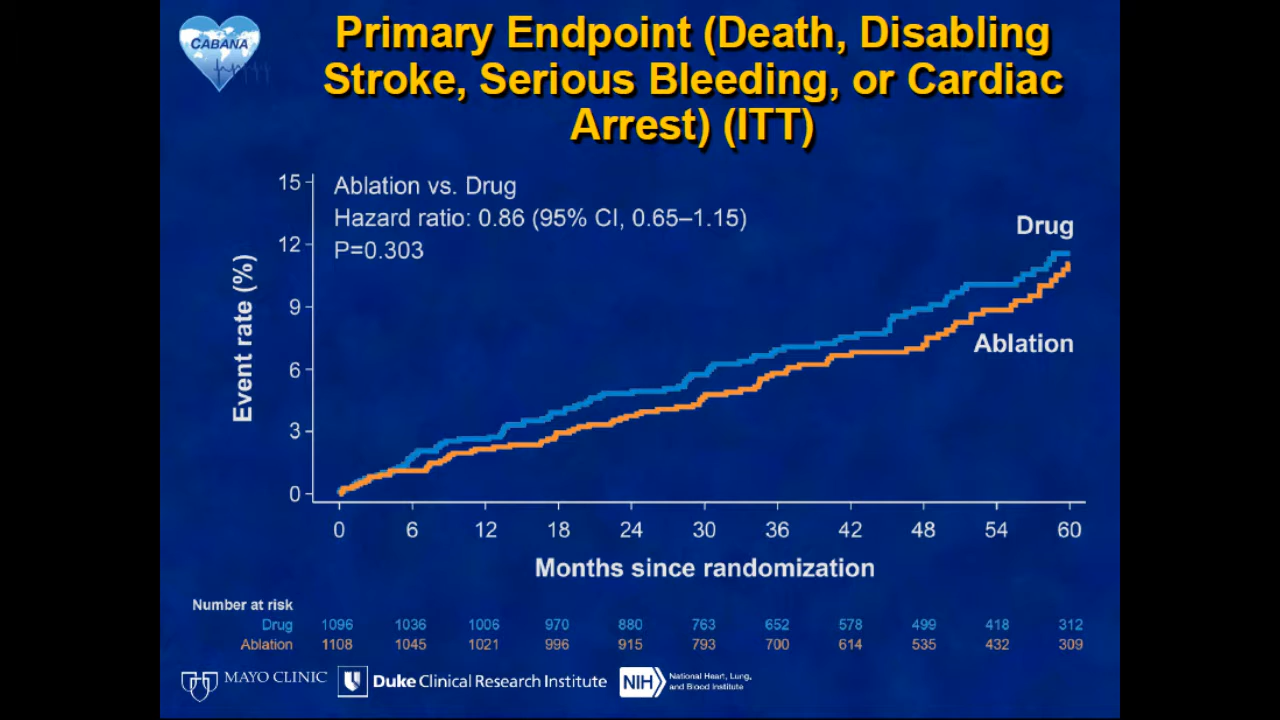 CABANA
Primary Endpoint (Death, Disabling
Stroke, Serious Bleeding, or Cardiac
Arrest) (ITT)
Ablation vs. Drug
Hazard ratio: 0.86 (95% CI, 0.65–1.15)
P=0.303
Event rate (%)
15
12
9
6
3
0
Drug
Ablation
0 6 12 18 24 30 36 42 48 54 60
Months since randomization
Number at risk
Drug 1096 1036 1006 970 880 763 652 578 499 418 312
Ablation 1108 1045 1021 996 915 793 700 614 535 432 309
MAYO CLINIC
Duke Clinical Research Institute
NIH
National Heart, Lung,
and Blood Institute